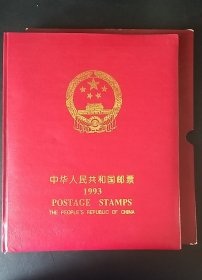 中华人民共和国邮票
1993
POSTAGE STAMPS
THE PEOPLE'S REPUBLIC OF CHINA